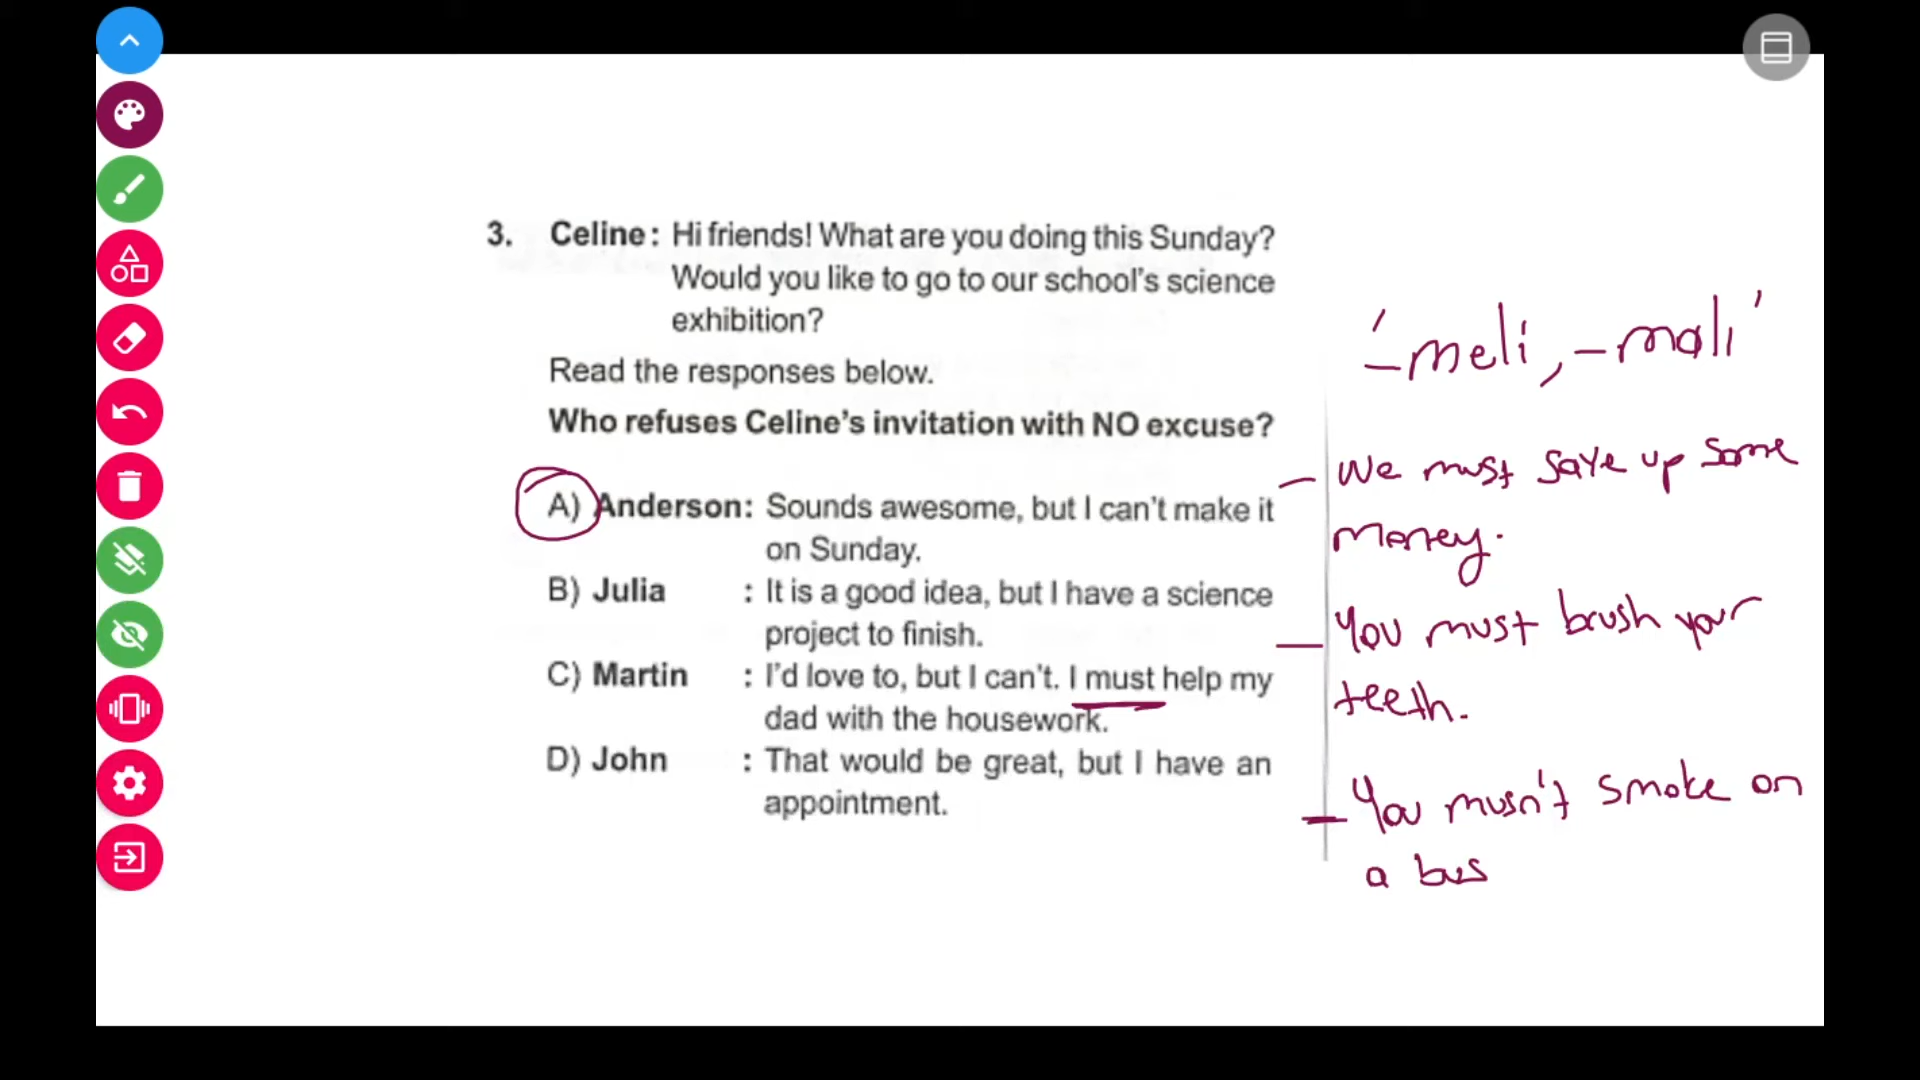 3. Celine: Hi friends! What are you doing this Sunday?
Would you like to go to our school's science
exhibition?
Read the responses below.
Who refuses Celine's invitation with NO excuse?
A) Anderson: Sounds awesome, but I can't make it
on Sunday.
B) Julia : It is a good idea, but I have a science
project to finish.
C) Martin : I'd love to, but I can't. I must help my
dad with the housework.
D) John : That would be great, but I have an
appointment.
'-meli, -malı'
- We must save up some
money.
- You must brush your
teeth.
- You musn't smoke on
a bus